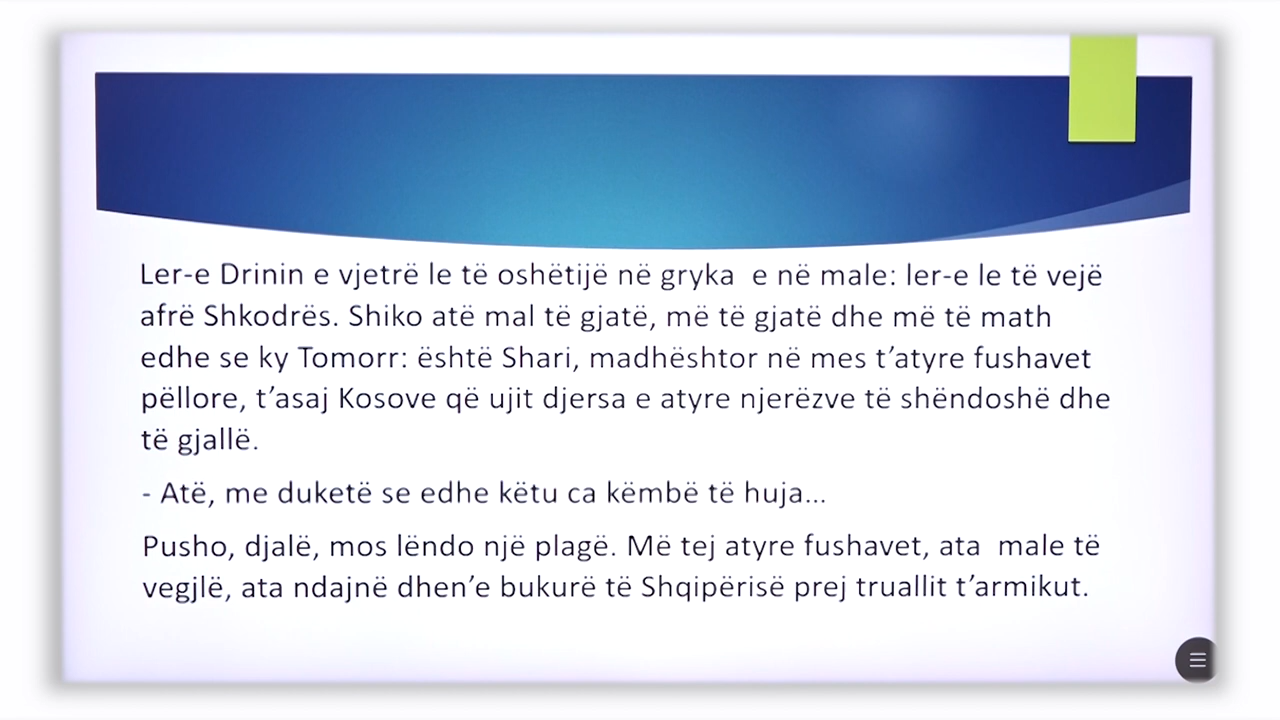 Ler-e Drinin e vjetrë le të oshëtijë në gryka e në male: ler-e le të vejë
afrë Shkodrës. Shiko atë mal të gjatë, më të gjatë dhe më të math
edhe se ky Tomorr: është Shari, madhështor në mes t’atyre fushavet
pëllore, t’asaj Kosove që ujit djersa e atyre njerëzve të shëndoshë dhe
të gjallë.
- Atë, me duketë se edhe këtu ca këmbë të huja...
Pusho, djalë, mos lëndo një plagë. Më tej atyre fushavet, ata male të
vegjlë, ata ndajnë dhen’e bukurë të Shqipërisë prej truallit t’armikut.